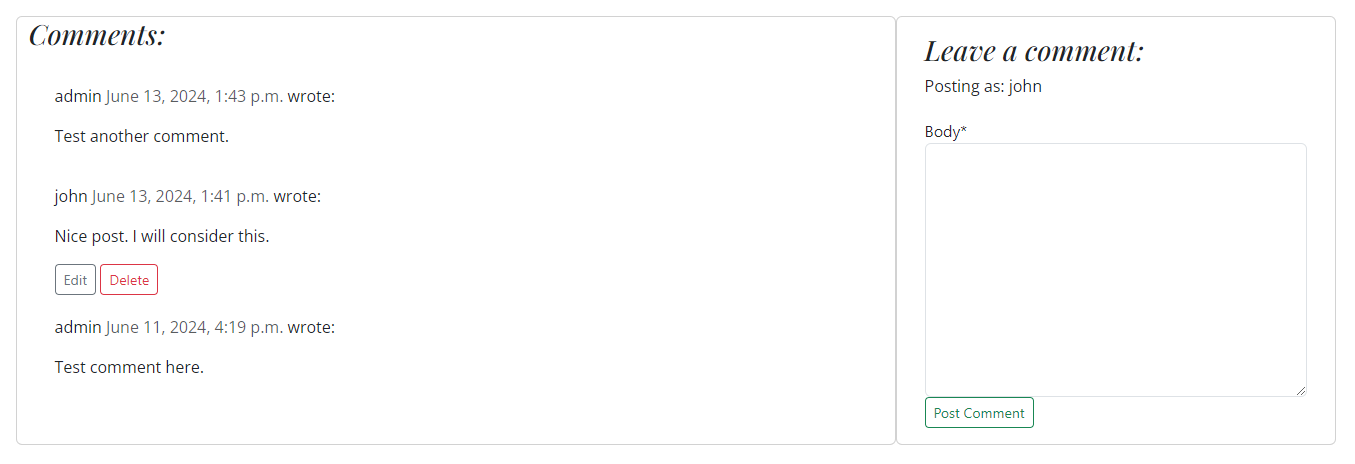 Comments:
admin June 13, 2024, 1:43 p.m. wrote:
Test another comment.
john June 13, 2024, 1:41 p.m. wrote:
Nice post. I will consider this.
Edit Delete
admin June 11, 2024, 4:19 p.m. wrote:
Test comment here.
Leave a comment:
Posting as: john
Body*
Post Comment